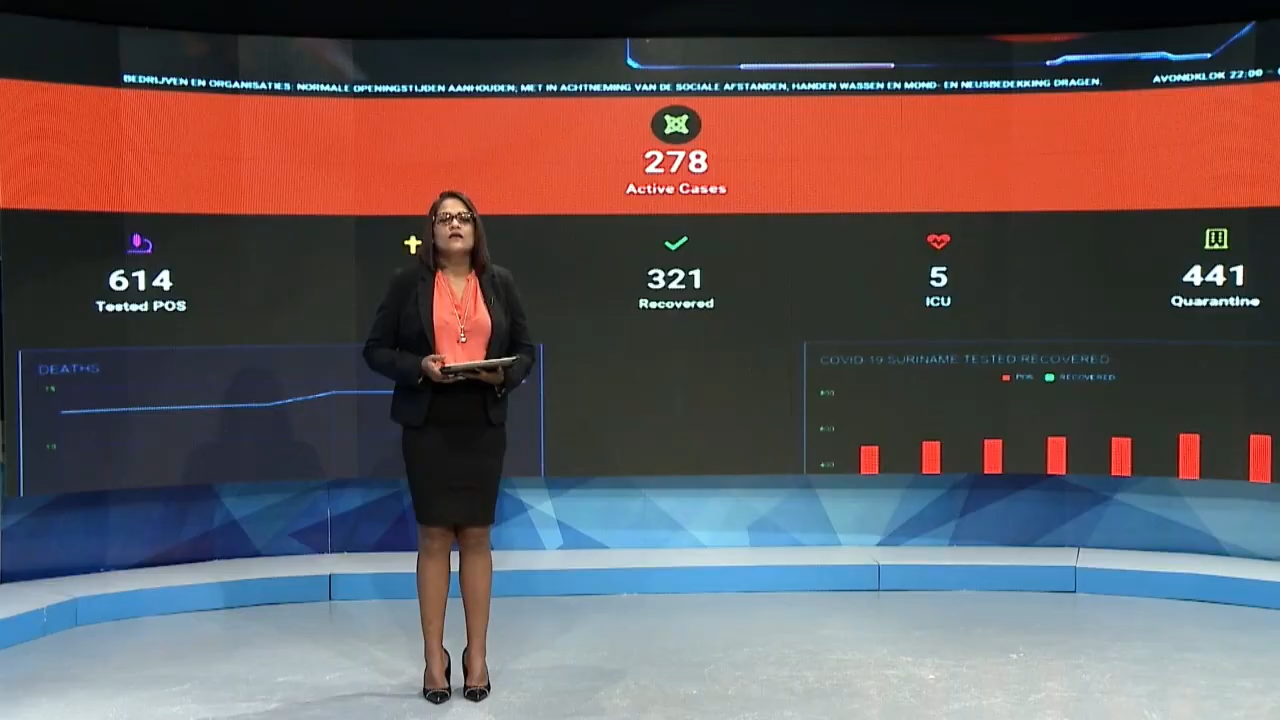 BEDRIJVEN EN ORGANISATIES: NORMALE OPENINGSTIJDEN AANHOUDEN; MET IN ACHTNEMING VAN DE SOCIALE AFSTANDEN, HANDEN WASSEN EN MOND- EN NEUSBEDEKKING DRAGEN.
AVONDKLOK 22:00 -
278
Active Cases
614
Tested POS
321
Recovered
5
ICU
441
Quarantine
DEATHS
COVID-19 SURINAME TESTED RECOVERED
POS RECOVERED